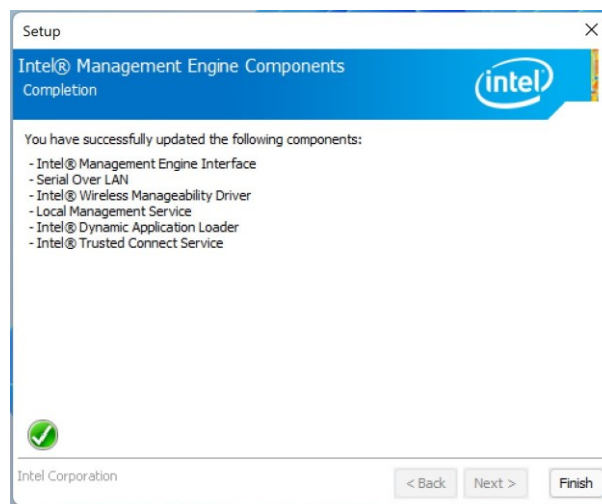 Setup
Intel® Management Engine Components
Completion
intel
You have successfully updated the following components:
- Intel® Management Engine Interface
- Serial Over LAN
- Intel® Wireless Manageability Driver
- Local Management Service
- Intel® Dynamic Application Loader
- Intel® Trusted Connect Service
Intel Corporation
< Back Next > Finish